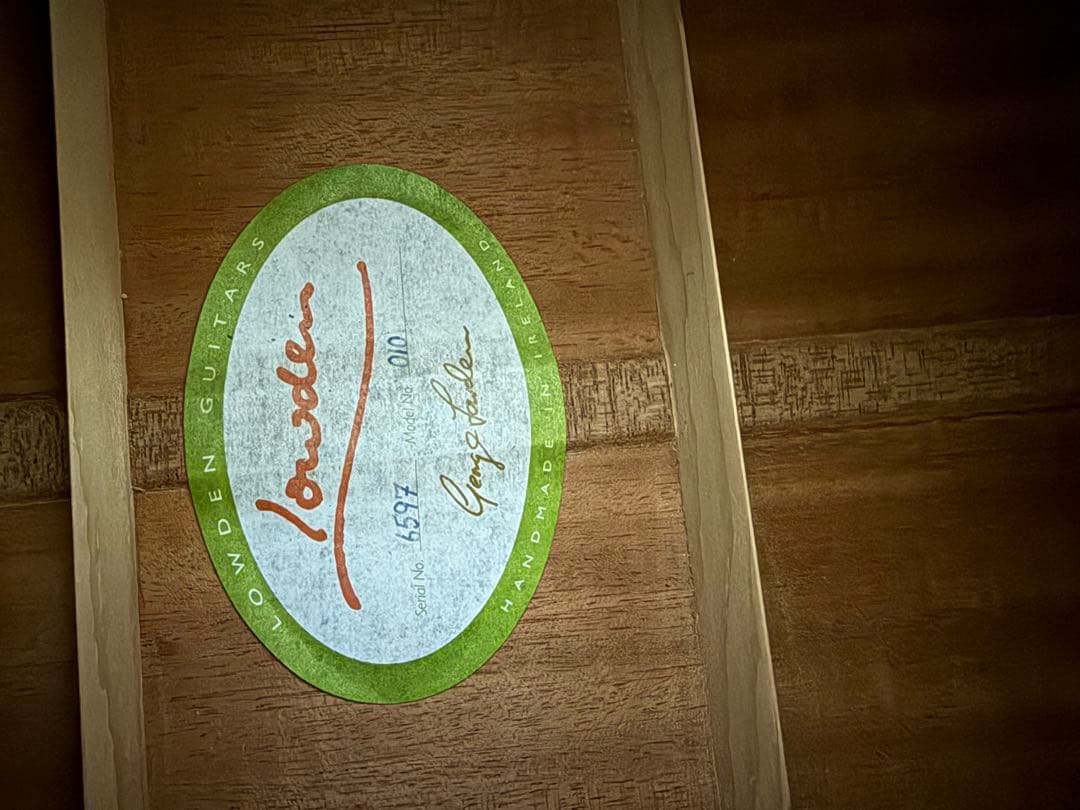 LOWDEN GUITARS
Lowden
Serial No. 6597 Model No. 010
George Lowden
HANDMADE IN IRELAND